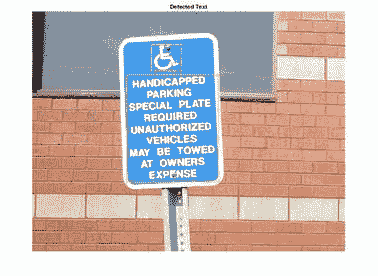 Detected Text
HANDICAPPED
PARKING
SPECIAL PLATE
REQUIRED
UNAUTHORIZED
VEHICLES
MAY BE TOWED
AT OWNERS
EXPENSE